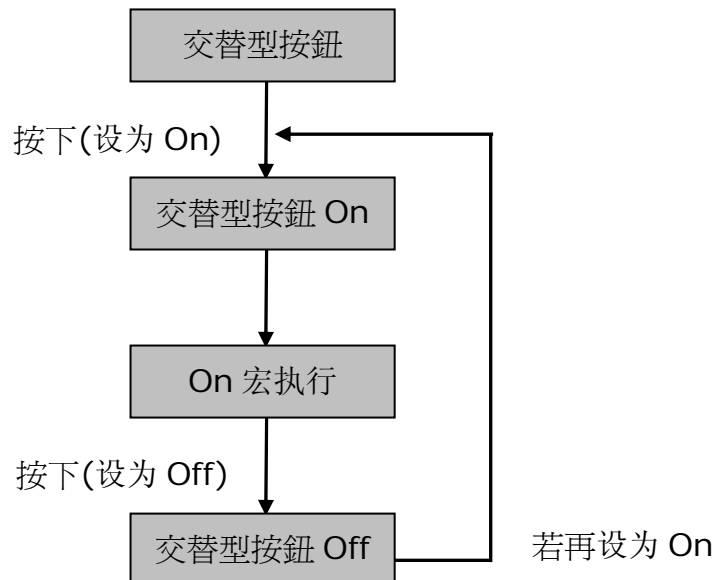 交替型按鈕
按下(设为 On)
交替型按鈕 On
On 宏执行
按下(设为 Off)
交替型按鈕 Off
若再设为 On